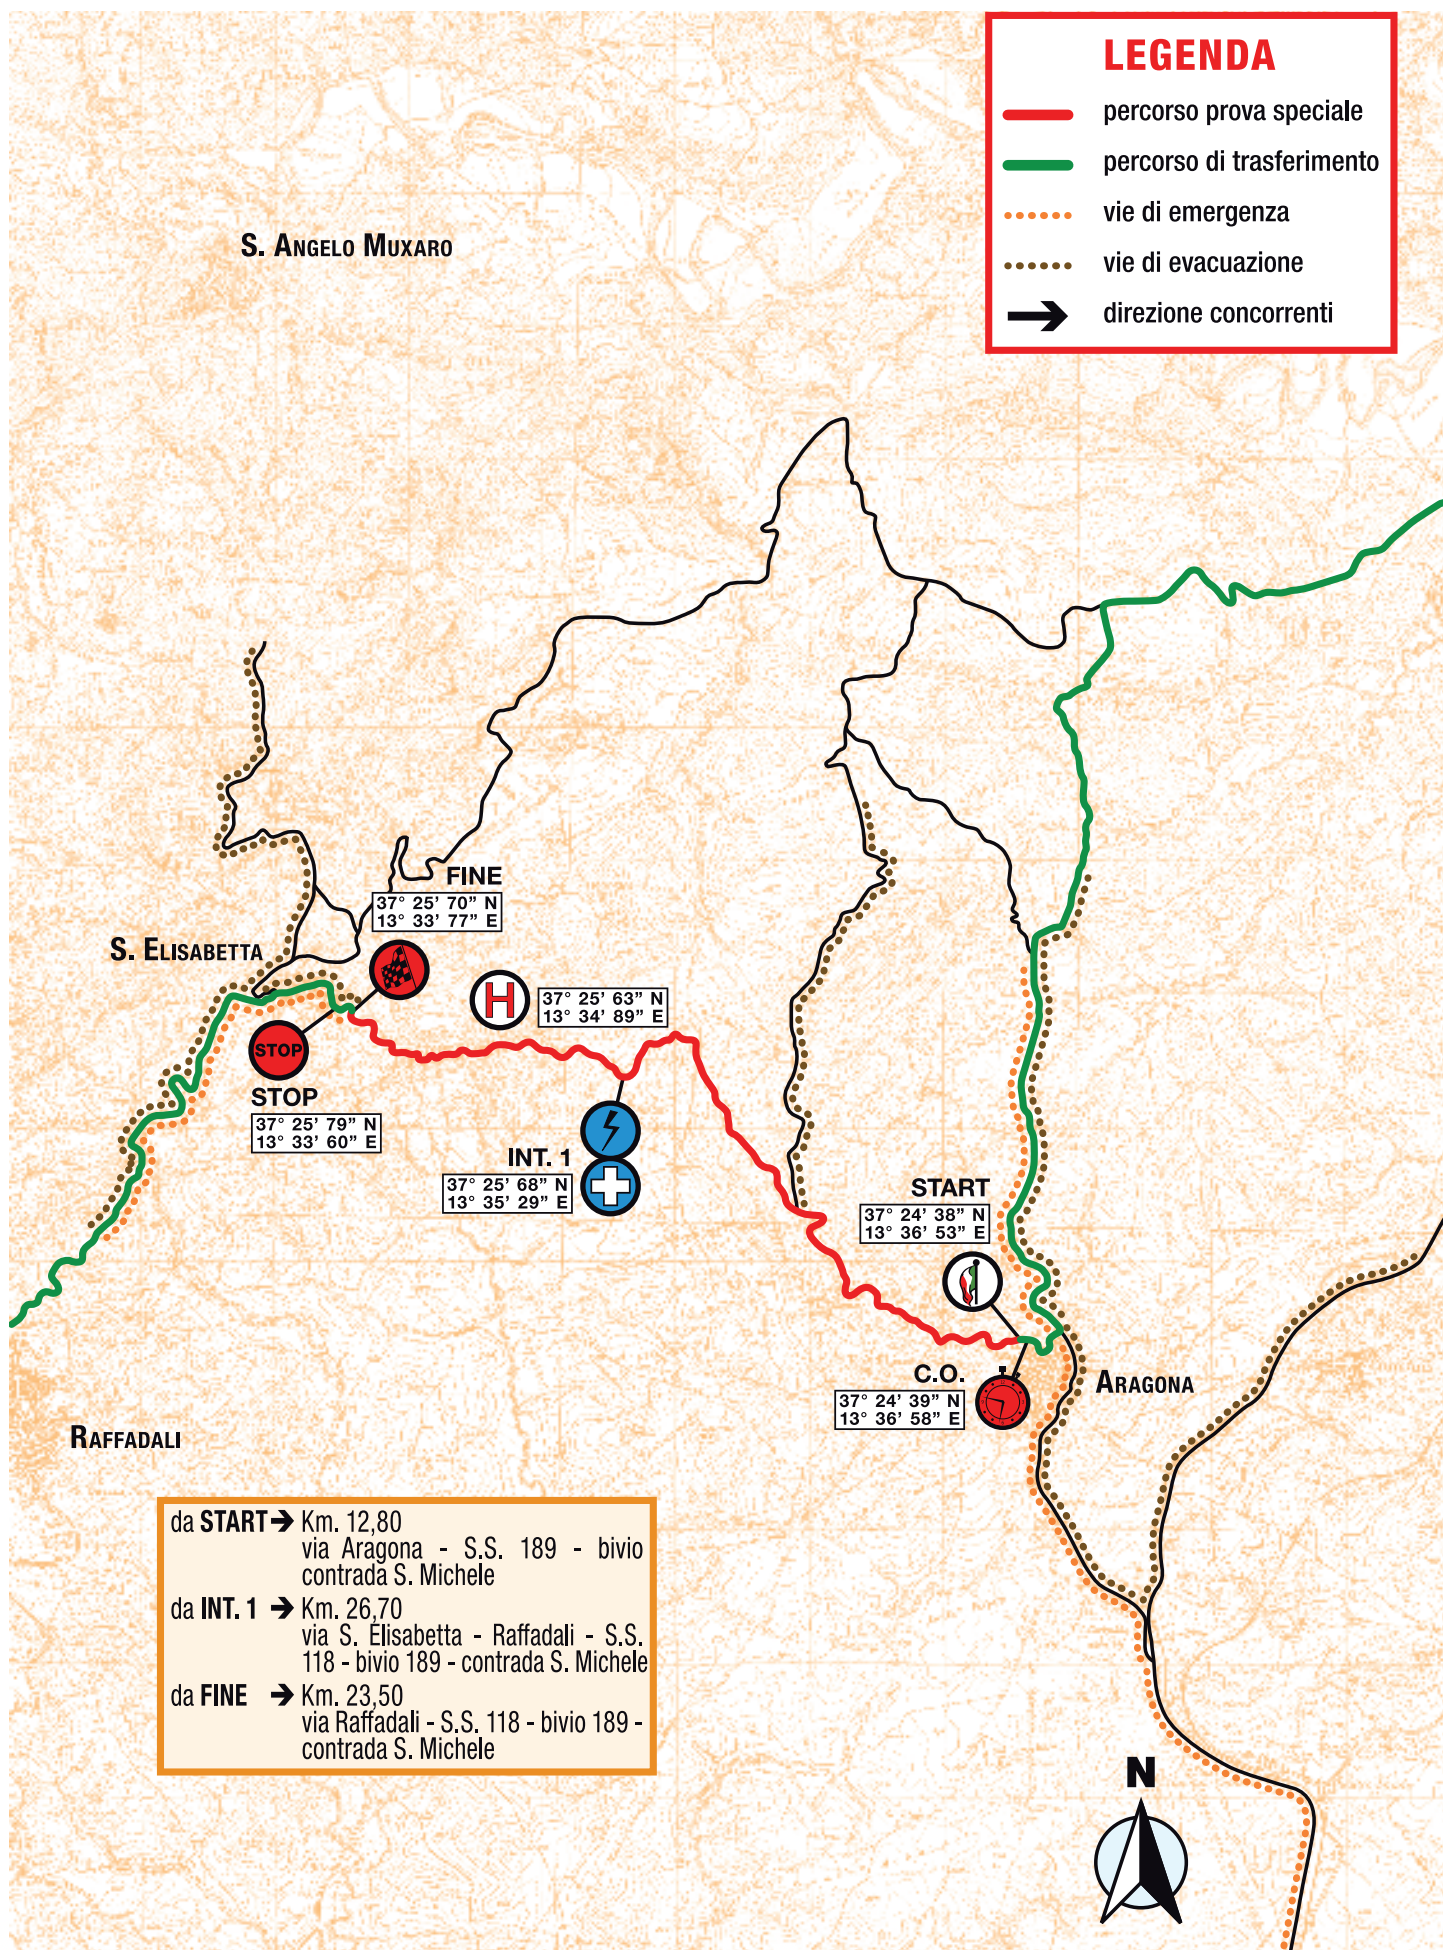 LEGENDA
percorso prova speciale
percorso di trasferimento
vie di emergenza
vie di evacuazione
direzione concorrenti
S. ANGELO MUXARO
FINE
37° 25’ 70” N
13° 33’ 77” E
S. ELISABETTA
H
37° 25’ 63” N
13° 34’ 89” E
STOP
STOP
37° 25’ 79” N
13° 33’ 60” E
INT. 1
37° 25’ 68” N
13° 35’ 29” E
START
37° 24’ 38” N
13° 36’ 53” E
C.O.
37° 24’ 39” N
13° 36’ 58” E
ARAGONA
RAFFADALI
da START ➔ Km. 12,80
via Aragona - S.S. 189 - bivio
contrada S. Michele
da INT. 1 ➔ Km. 26,70
via S. Elisabetta - Raffadali - S.S.
118 - bivio 189 - contrada S. Michele
da FINE ➔ Km. 23,50
via Raffadali - S.S. 118 - bivio 189 -
contrada S. Michele
N